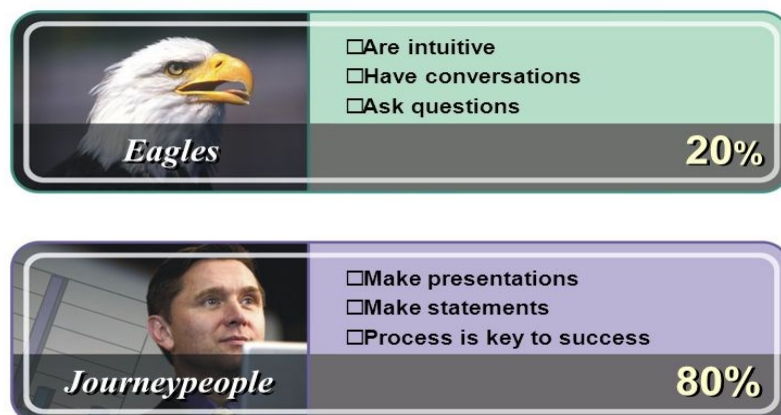 ☐Are intuitive
☐Have conversations
☐Ask questions
Eagles
20%
☐Make presentations
☐Make statements
☐Process is key to success
Journeypeople
80%